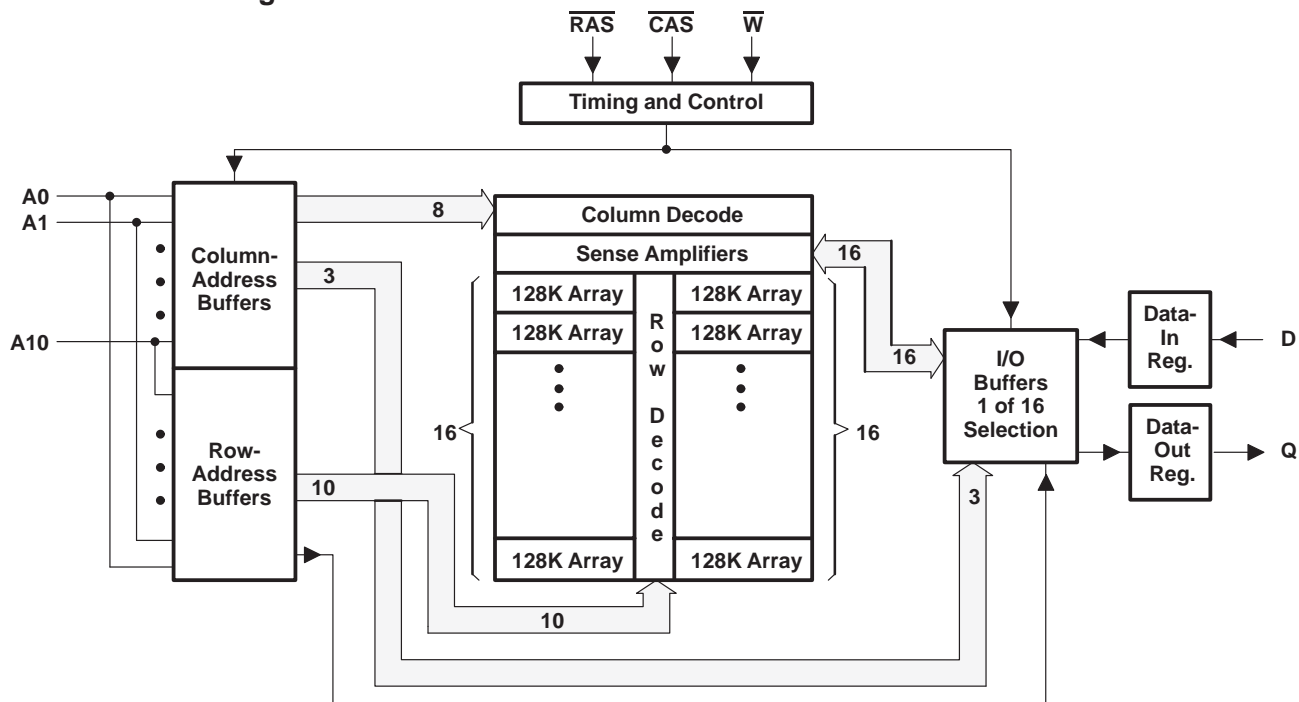 RAS CAS W
Timing and Control
A0
A1
A10
Column-
Address
Buffers
Row-
Address
Buffers
8
3
10
10
Column Decode
Sense Amplifiers
128K Array
128K Array
128K Array
128K Array
128K Array
128K Array
Row Decode
16
16
16
16
3
I/O
Buffers
1 of 16
Selection
Data-
In
Reg.
D
Data-
Out
Reg.
Q